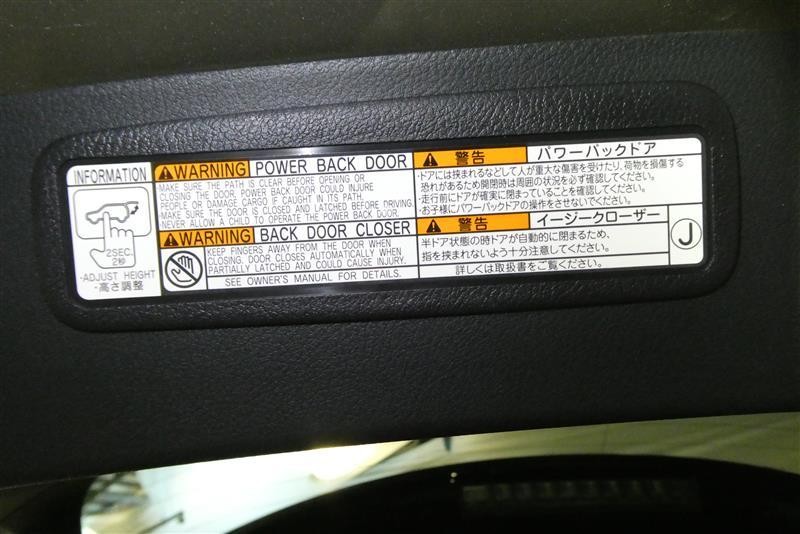 INFORMATION
2SEC.
2秒
·ADJUST HEIGHT
·高さ調整
WARNING POWER BACK DOOR
·MAKE SURE THE PATH IS CLEAR BEFORE OPENING OR
CLOSING THE DOOR. POWER BACK DOOR COULD INJURE
PEOPLE OR DAMAGE CARGO IF CAUGHT IN ITS PATH.
·MAKE SURE THE DOOR IS CLOSED AND LATCHED BEFORE DRIVING.
·NEVER ALLOW A CHILD TO OPERATE THE POWER BACK DOOR.
WARNING BACK DOOR CLOSER
KEEP FINGERS AWAY FROM THE DOOR WHEN
CLOSING. DOOR CLOSES AUTOMATICALLY WHEN
PARTIALLY LATCHED AND COULD CAUSE INJURY.
SEE OWNER'S MANUAL FOR DETAILS.
警告 パワーバックドア
·ドアには挟まれるなどして人が重大な傷害を受けたり、荷物を損傷する
恐れがあるため開閉時は周囲の状況を必ず確認してください。
·走行前にドアが確実に閉まっていることを確認してください。
·お子様にパワーバックドアの操作をさせないでください。
警告 イージークローザー
半ドア状態の時ドアが自動的に閉まるため、
指を挟まれないよう十分注意してください。
詳しくは取扱書をご覧ください。
J